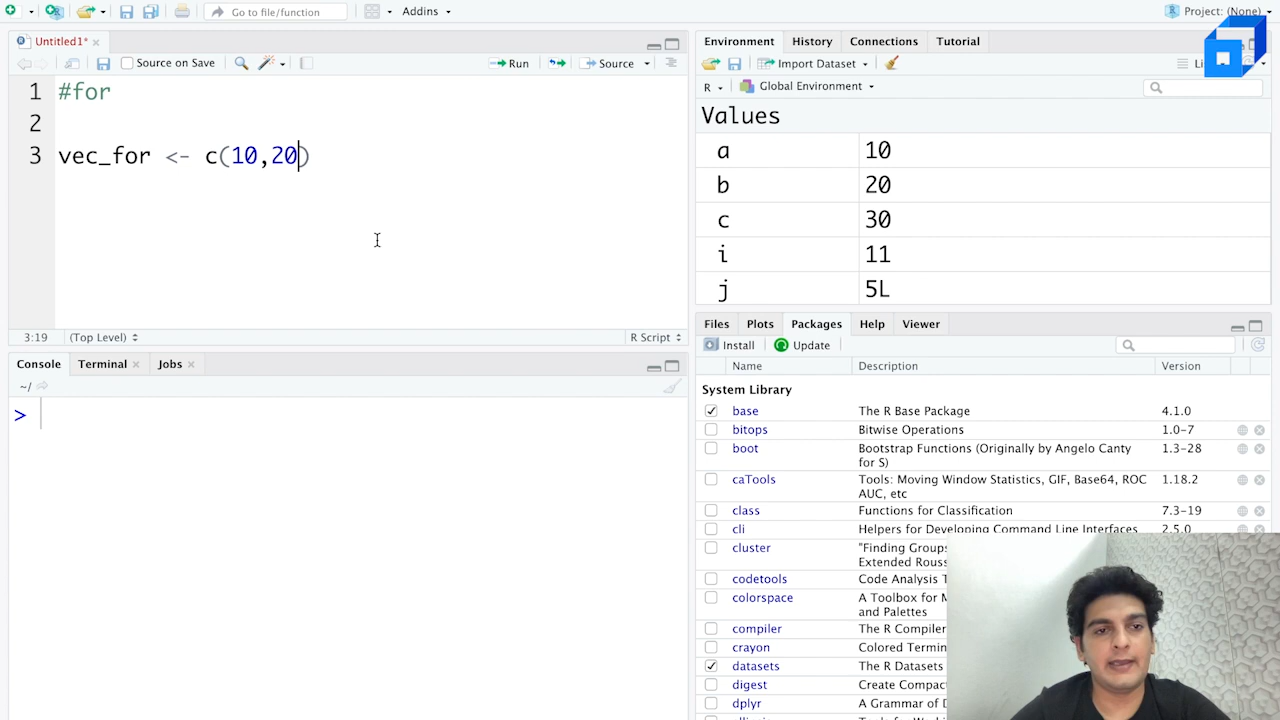 Go to file/function
Addins
Project: (None)
Untitled1*
Source on Save
Run
Source
1 #for
2
3 vec_for <- c(10,20)
3:19 (Top Level) R Script
Console Terminal Jobs
~/
>
Environment History Connections Tutorial
Import Dataset
R Global Environment
Values
a 10
b 20
c 30
i 11
j 5L
Files Plots Packages Help Viewer
Install Update
Name Description Version
System Library
base The R Base Package 4.1.0
bitops Bitwise Operations 1.0-7
boot Bootstrap Functions (Originally by Angelo Canty for S) 1.3-28
caTools Tools: Moving Window Statistics, GIF, Base64, ROC AUC, etc 1.18.2
class Functions for Classification 7.3-19
cli Helpers for Developing Command Line Interfaces 2.5.0
cluster "Finding Groups
Extended Rouss
codetools Code Analysis T
colorspace A Toolbox for M
and Palettes
compiler The R Compiler
crayon Colored Termin
datasets The R Datasets
digest Create Compac
dplyr A Grammar of D